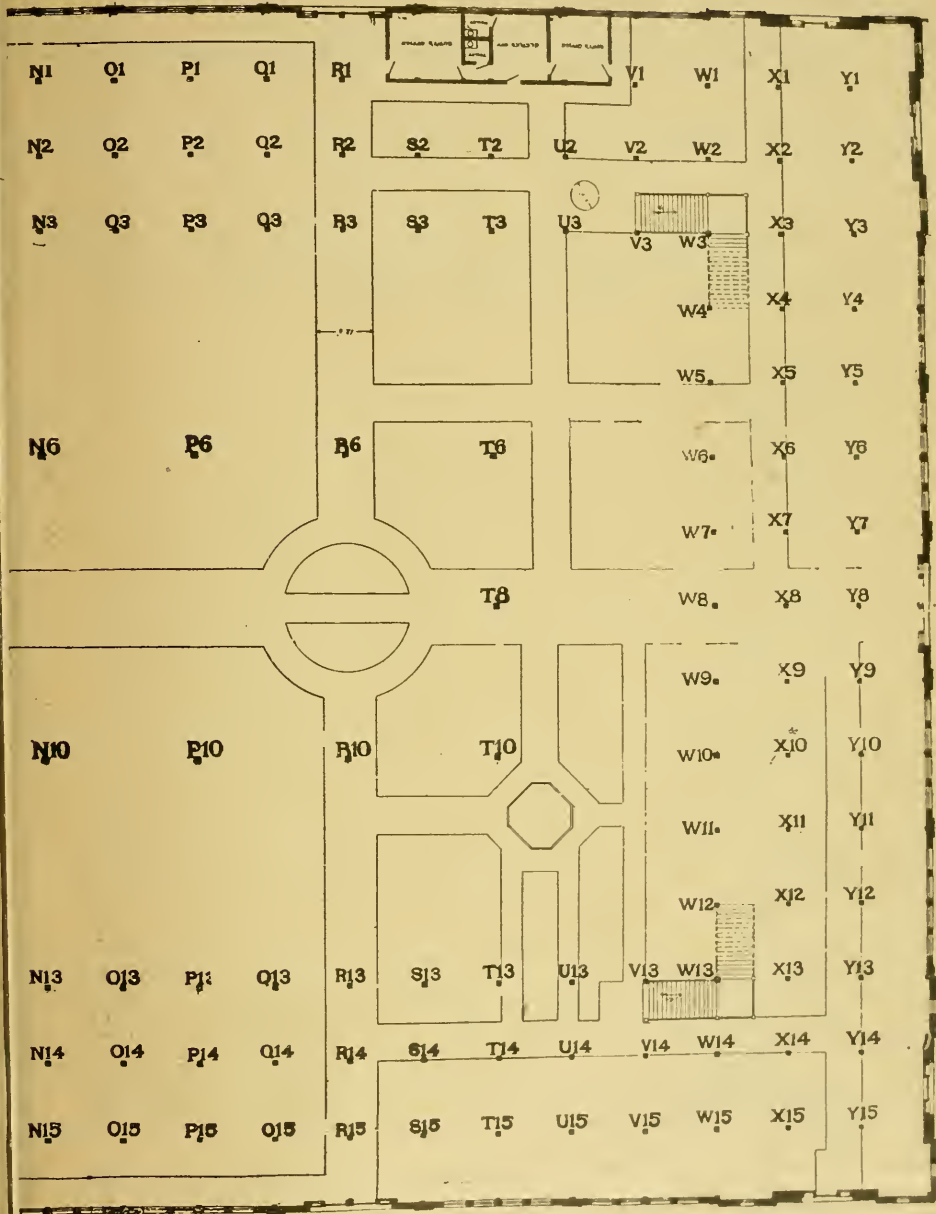 N1 O1 P1 Q1 R1 V1 W1 X1 Y1
N2 O2 P2 Q2 R2 S2 T2 U2 V2 W2 X2 Y2
N3 O3 P3 Q3 R3 S3 T3 U3 V3 W3 X3 Y3
W4 X4 Y4
W5 X5 Y5
N6 P6 R6 T6 W6 X6 Y6
W7 X7 Y7
T8 W8 X8 Y8
W9 X9 Y9
N10 P10 R10 T10 W10 X10 Y10
W11 X11 Y11
W12 X12 Y12
N13 O13 P13 Q13 R13 S13 T13 U13 V13 W13 X13 Y13
N14 O14 P14 Q14 R14 S14 T14 U14 V14 W14 X14 Y14
N15 O15 P15 Q15 R15 S15 T15 U15 V15 W15 X15 Y15